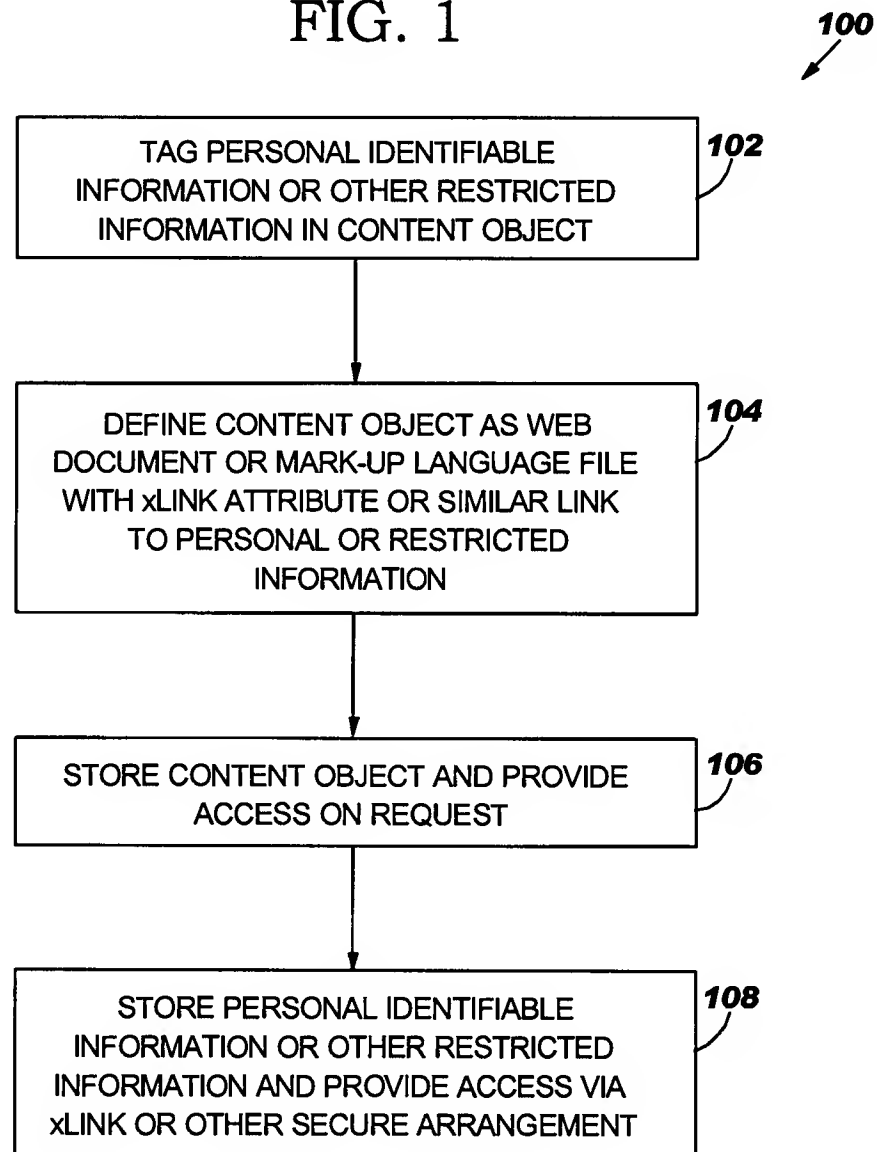 FIG. 1
100
TAG PERSONAL IDENTIFIABLE
INFORMATION OR OTHER RESTRICTED
INFORMATION IN CONTENT OBJECT
102
DEFINE CONTENT OBJECT AS WEB
DOCUMENT OR MARK-UP LANGUAGE FILE
WITH xLINK ATTRIBUTE OR SIMILAR LINK
TO PERSONAL OR RESTRICTED
INFORMATION
104
STORE CONTENT OBJECT AND PROVIDE
ACCESS ON REQUEST
106
STORE PERSONAL IDENTIFIABLE
INFORMATION OR OTHER RESTRICTED
INFORMATION AND PROVIDE ACCESS VIA
xLINK OR OTHER SECURE ARRANGEMENT
108